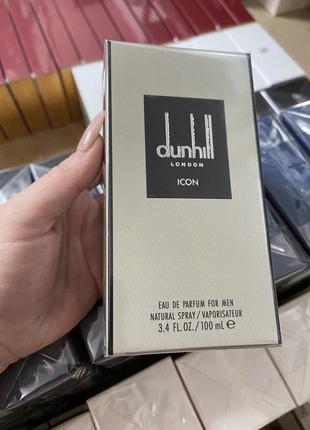 dunhill
LONDON
ICON
EAU DE PARFUM FOR MEN
NATURAL SPRAY / VAPORISATEUR
3.4 FL.OZ. / 100 mL ℮